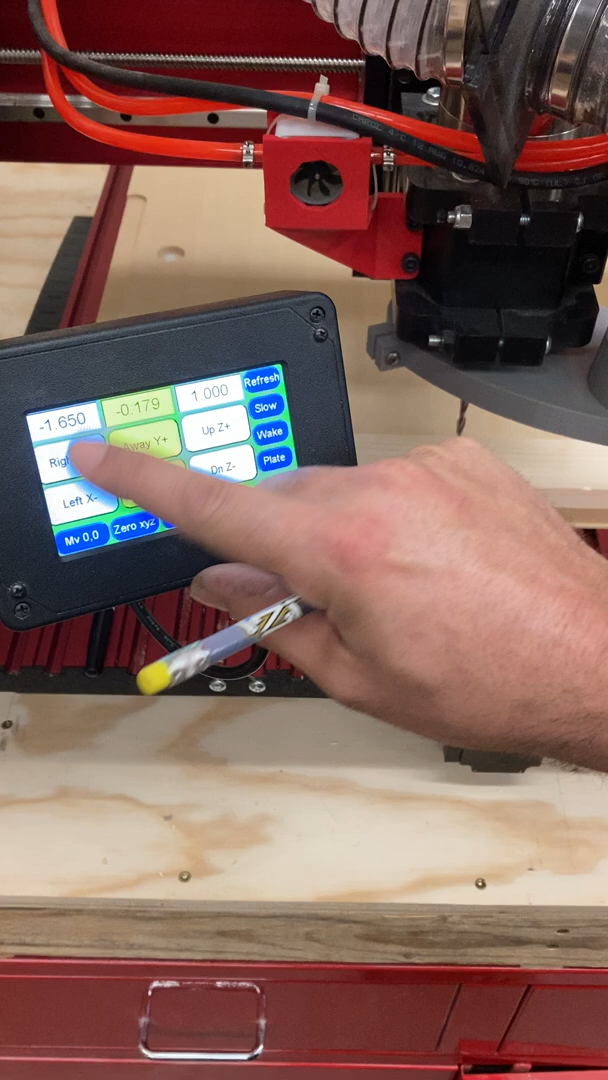 -1.650 -0.179 1.000 Refresh
Away Y+ Up Z+ Slow
Wake
Left X- Dn Z- Plate
Mv 0,0 Zero xyz